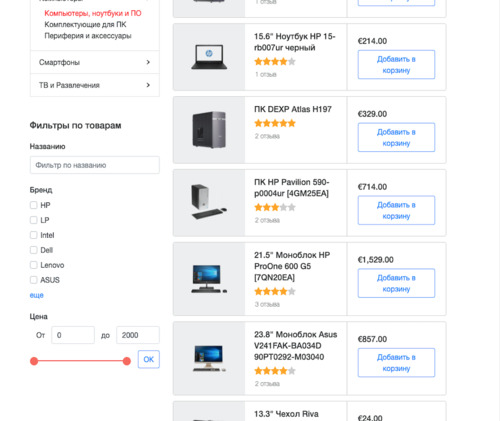 Компьютеры, ноутбуки и ПО
Комплектующие для ПК
Периферия и аксессуары
Смартфоны
ТВ и Развлечения
Фильтры по товарам
Названию
Фильтр по названию
Бренд
HP
LP
Intel
Dell
Lenovo
ASUS
еще
Цена
От 0 до 2000
OK
1 отзыв
15.6" Ноутбук HP 15-
rb007ur черный
1 отзыв
€214.00
Добавить в
корзину
ПК DEXP Atlas H197
2 отзыва
€329.00
Добавить в
корзину
ПК HP Pavilion 590-
p0004ur [4GM25EA]
2 отзыва
€714.00
Добавить в
корзину
21.5" Моноблок HP
ProOne 600 G5
[7QN20EA]
3 отзыва
€1,529.00
Добавить в
корзину
23.8" Моноблок Asus
V241FAK-BA034D
90PT0292-M03040
2 отзыва
€857.00
Добавить в
корзину
13.3" Чехол Riva
€24.00